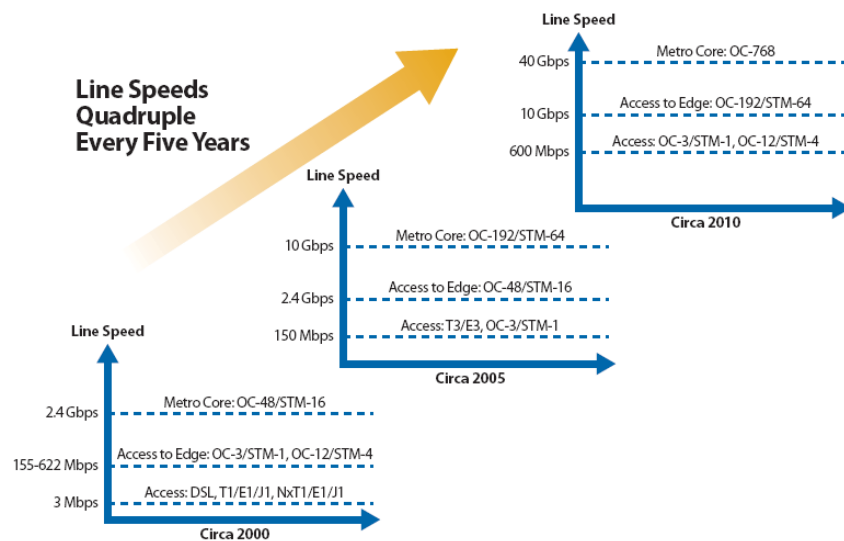 Line Speeds
Quadruple
Every Five Years
Line Speed
40 Gbps
Metro Core: OC-768
10 Gbps
Access to Edge: OC-192/STM-64
600 Mbps
Access: OC-3/STM-1, OC-12/STM-4
Circa 2010
Line Speed
10 Gbps
Metro Core: OC-192/STM-64
2.4 Gbps
Access to Edge: OC-48/STM-16
150 Mbps
Access: T3/E3, OC-3/STM-1
Circa 2005
Line Speed
2.4 Gbps
Metro Core: OC-48/STM-16
155-622 Mbps
Access to Edge: OC-3/STM-1, OC-12/STM-4
3 Mbps
Access: DSL, T1/E1/J1, NxT1/E1/J1
Circa 2000